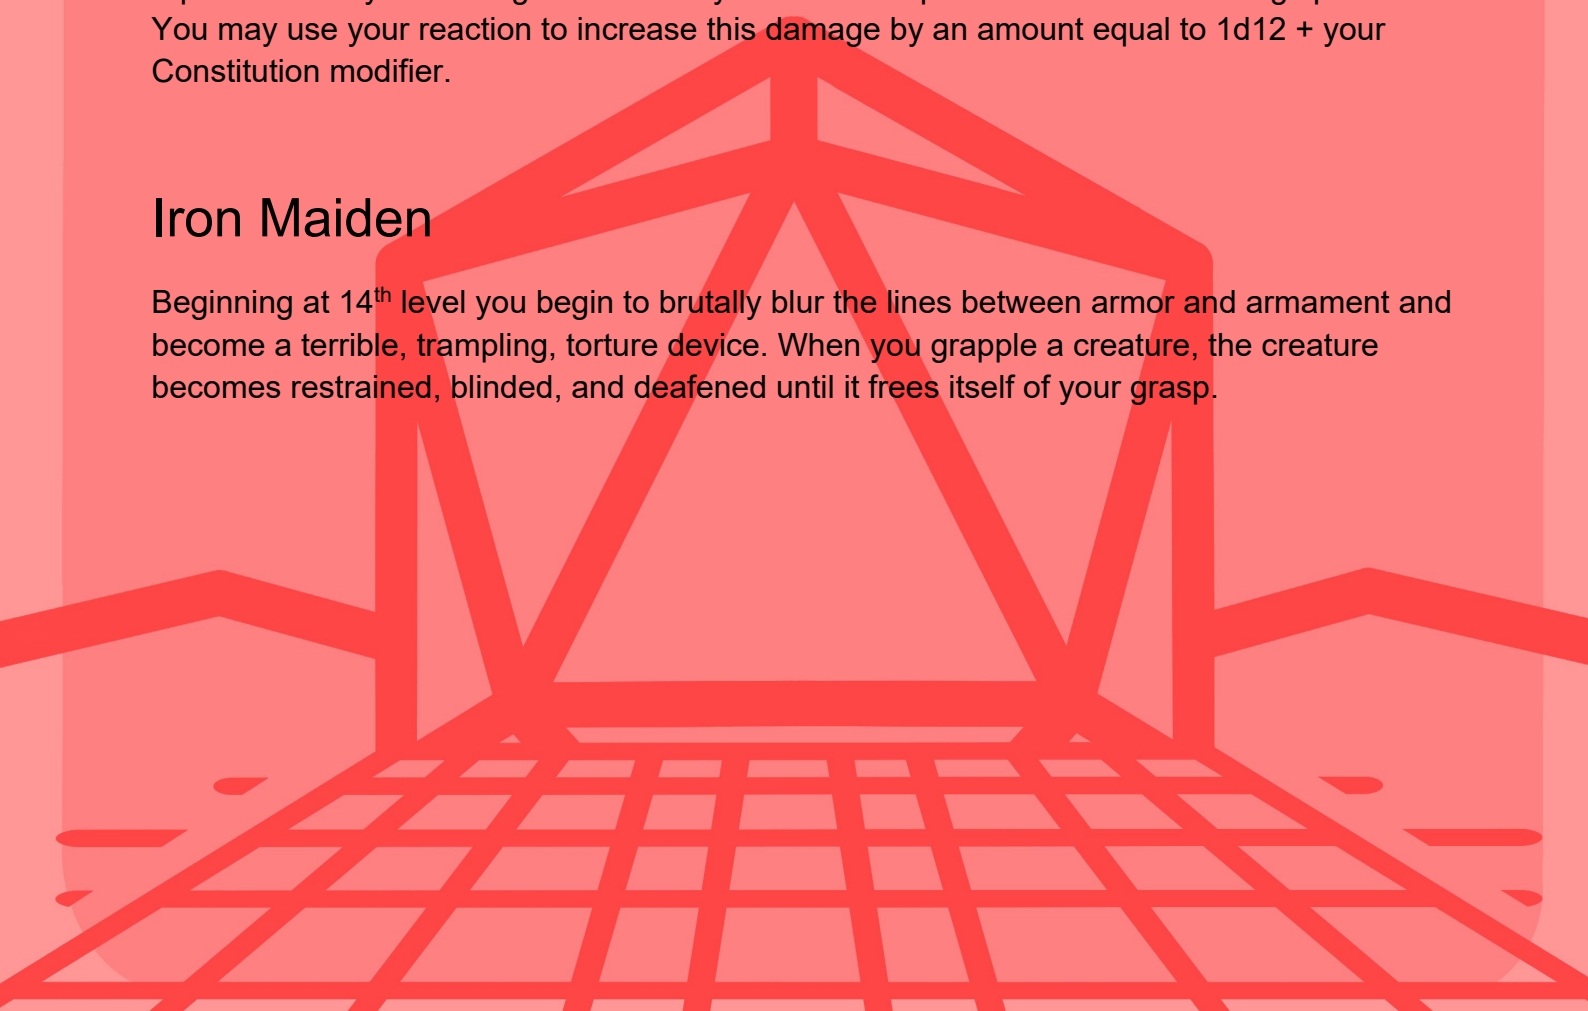 You may use your reaction to increase this damage by an amount equal to 1d12 + your
Constitution modifier.
Iron Maiden
Beginning at 14th level you begin to brutally blur the lines between armor and armament and
become a terrible, trampling, torture device. When you grapple a creature, the creature
becomes restrained, blinded, and deafened until it frees itself of your grasp.